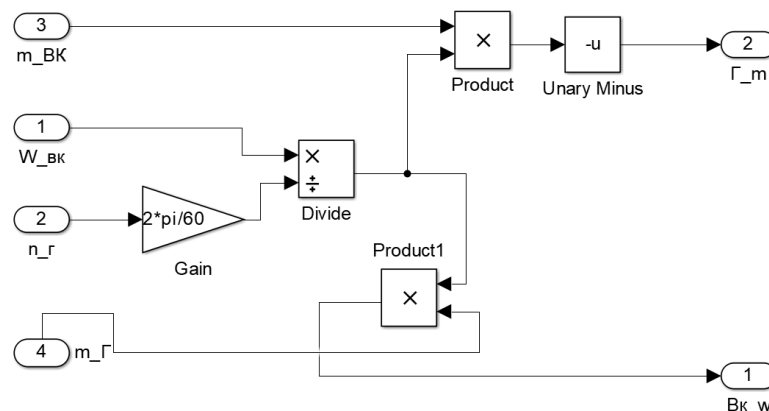 3
m_ВК
×
Product
-u
Unary Minus
2
Г_m
1
W_вк
×
÷
Divide
2
n_г
2*pi/60
Gain
Product1
×
4
m_Г
1
Вк_w